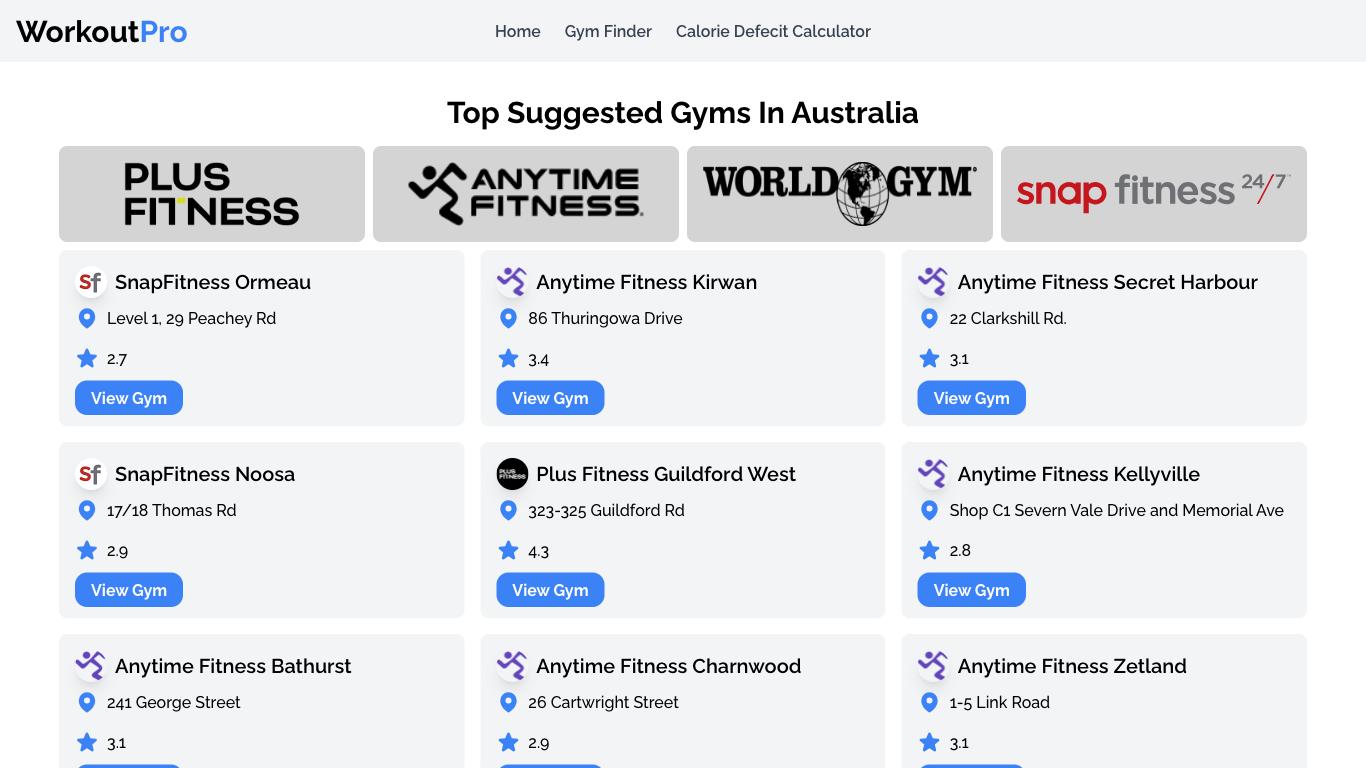 WorkoutPro
Home
Gym Finder
Calorie Defecit Calculator
Top Suggested Gyms In Australia
PLUS
FITNESS
ANYTIME
FITNESS.
WORLD GYM
snap fitness 24/7
SnapFitness Ormeau
Level 1, 29 Peachey Rd
2.7
View Gym
Anytime Fitness Kirwan
86 Thuringowa Drive
3.4
View Gym
Anytime Fitness Secret Harbour
22 Clarkshill Rd.
3.1
View Gym
Sf
SnapFitness Noosa
17/18 Thomas Rd
2.9
View Gym
PLUS
FITNESS
Plus Fitness Guildford West
323-325 Guildford Rd
4.3
View Gym
Anytime Fitness Kellyville
Shop C1 Severn Vale Drive and Memorial Ave
2.8
View Gym
Anytime Fitness Bathurst
241 George Street
3.1
Anytime Fitness Charnwood
26 Cartwright Street
2.9
Anytime Fitness Zetland
1-5 Link Road
3.1